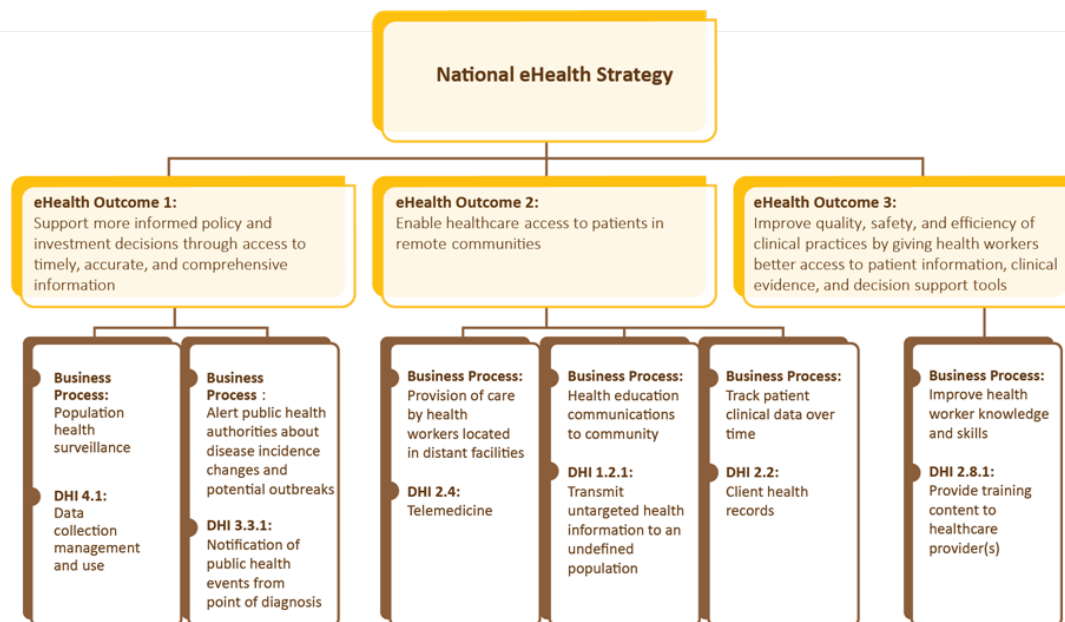 National eHealth Strategy
eHealth Outcome 1:
Support more informed policy and
investment decisions through access to
timely, accurate, and comprehensive
information
eHealth Outcome 2:
Enable healthcare access to patients in
remote communities
eHealth Outcome 3:
Improve quality, safety, and efficiency of
clinical practices by giving health workers
better access to patient information, clinical
evidence, and decision support tools
Business
Process:
Population
health
surveillance
DHI 4.1:
Data
collection
management
and use
Business
Process :
Alert public health
authorities about
disease incidence
changes and
potential outbreaks
DHI 3.3.1:
Notification of
public health
events from
point of diagnosis
Business Process:
Provision of care
by health
workers located
in distant facilities
DHI 2.4:
Telemedicine
Business Process:
Health education
communications
to community
DHI 1.2.1:
Transmit
untargeted health
information to an
undefined
population
Business Process:
Track patient
clinical data over
time
DHI 2.2:
Client health
records
Business Process:
Improve health
worker knowledge
and skills
DHI 2.8.1:
Provide training
content to
healthcare
provider(s)